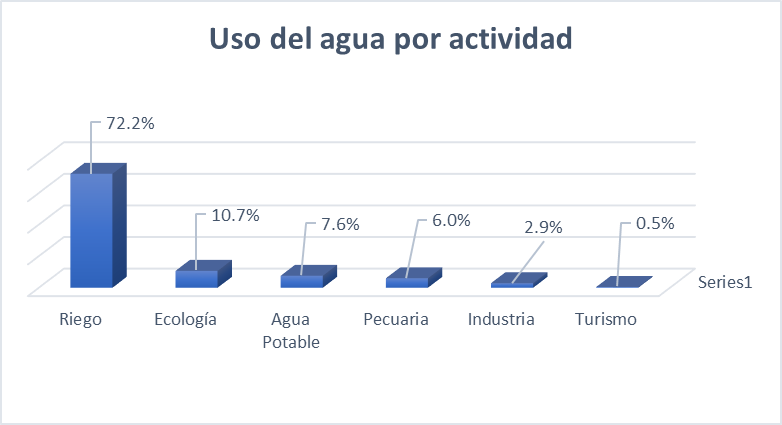 Uso del agua por actividad
72.2%
10.7%
7.6%
6.0%
2.9%
0.5%
Series1
Riego
Ecología
Agua
Potable
Pecuaria
Industria
Turismo